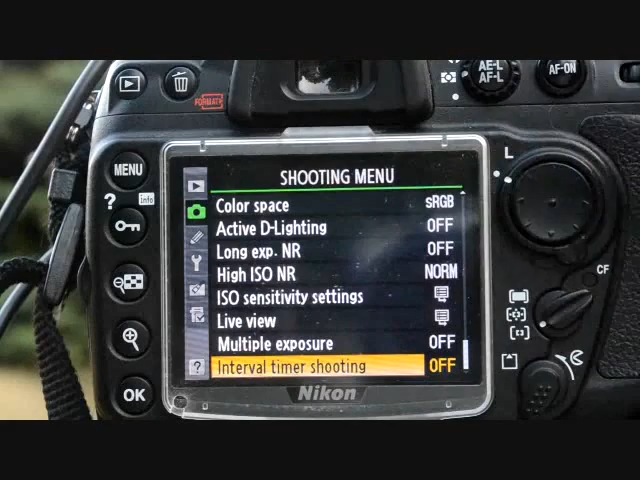 AE-L
AF-L
AF-ON
FORMAT
MENU
SHOOTING MENU
L
Color space sRGB
? info
Active D-Lighting OFF
Long exp. NR OFF
High ISO NR NORM
CF
ISO sensitivity settings
Live view
Multiple exposure OFF
? Interval timer shooting OFF
OK
Nikon